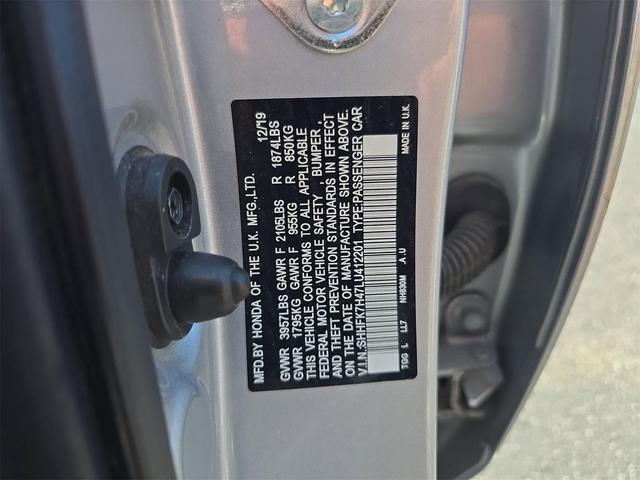 MFD.BY HONDA OF THE U.K. MFG.,LTD. 12/19
GVWR 3957LBS GAWR F 2105LBS R 1874LBS
GVWR 1795KG GAWR F 955KG R 850KG
THIS VEHICLE CONFORMS TO ALL APPLICABLE
FEDERAL MOTOR VEHICLE SAFETY , BUMPER ,
AND THEFT PREVENTION STANDARDS IN EFFECT
ON THE DATE OF MANUFACTURE SHOWN ABOVE.
V.I.N.SHHFK7H47LU412201 TYPE:PASSENGER CAR
TGG L LL7 NH830M A U MADE IN U.K.